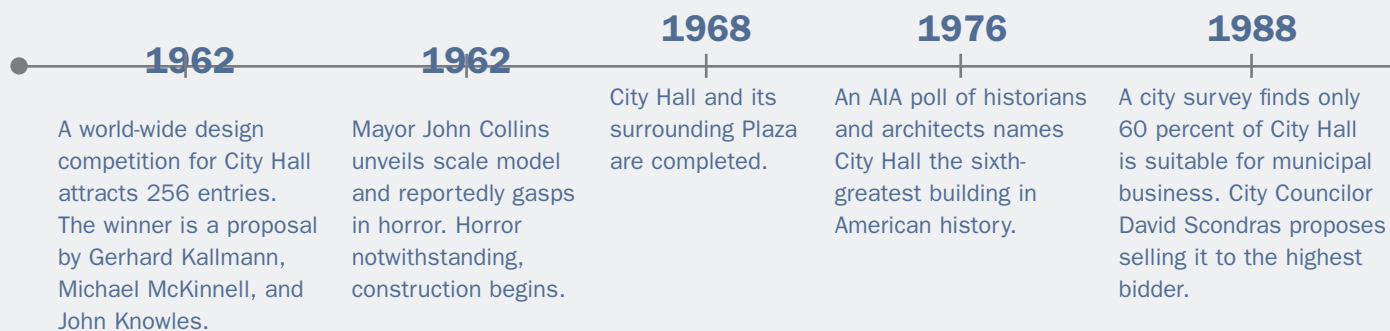 1962
A world-wide design
competition for City Hall
attracts 256 entries.
The winner is a proposal
by Gerhard Kallmann,
Michael McKinnell, and
John Knowles.
1962
Mayor John Collins
unveils scale model
and reportedly gasps
in horror. Horror
notwithstanding,
construction begins.
1968
City Hall and its
surrounding Plaza
are completed.
1976
An AIA poll of historians
and architects names
City Hall the sixth-
greatest building in
American history.
1988
A city survey finds only
60 percent of City Hall
is suitable for municipal
business. City Councilor
David Scondras proposes
selling it to the highest
bidder.